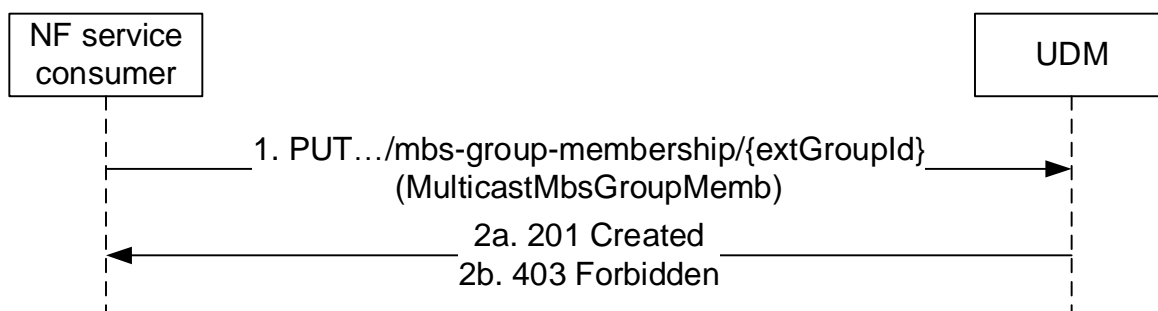 NF service
consumer
UDM
1. PUT…/mbs-group-membership/{extGroupId}
(MulticastMbsGroupMemb)
2a. 201 Created
2b. 403 Forbidden